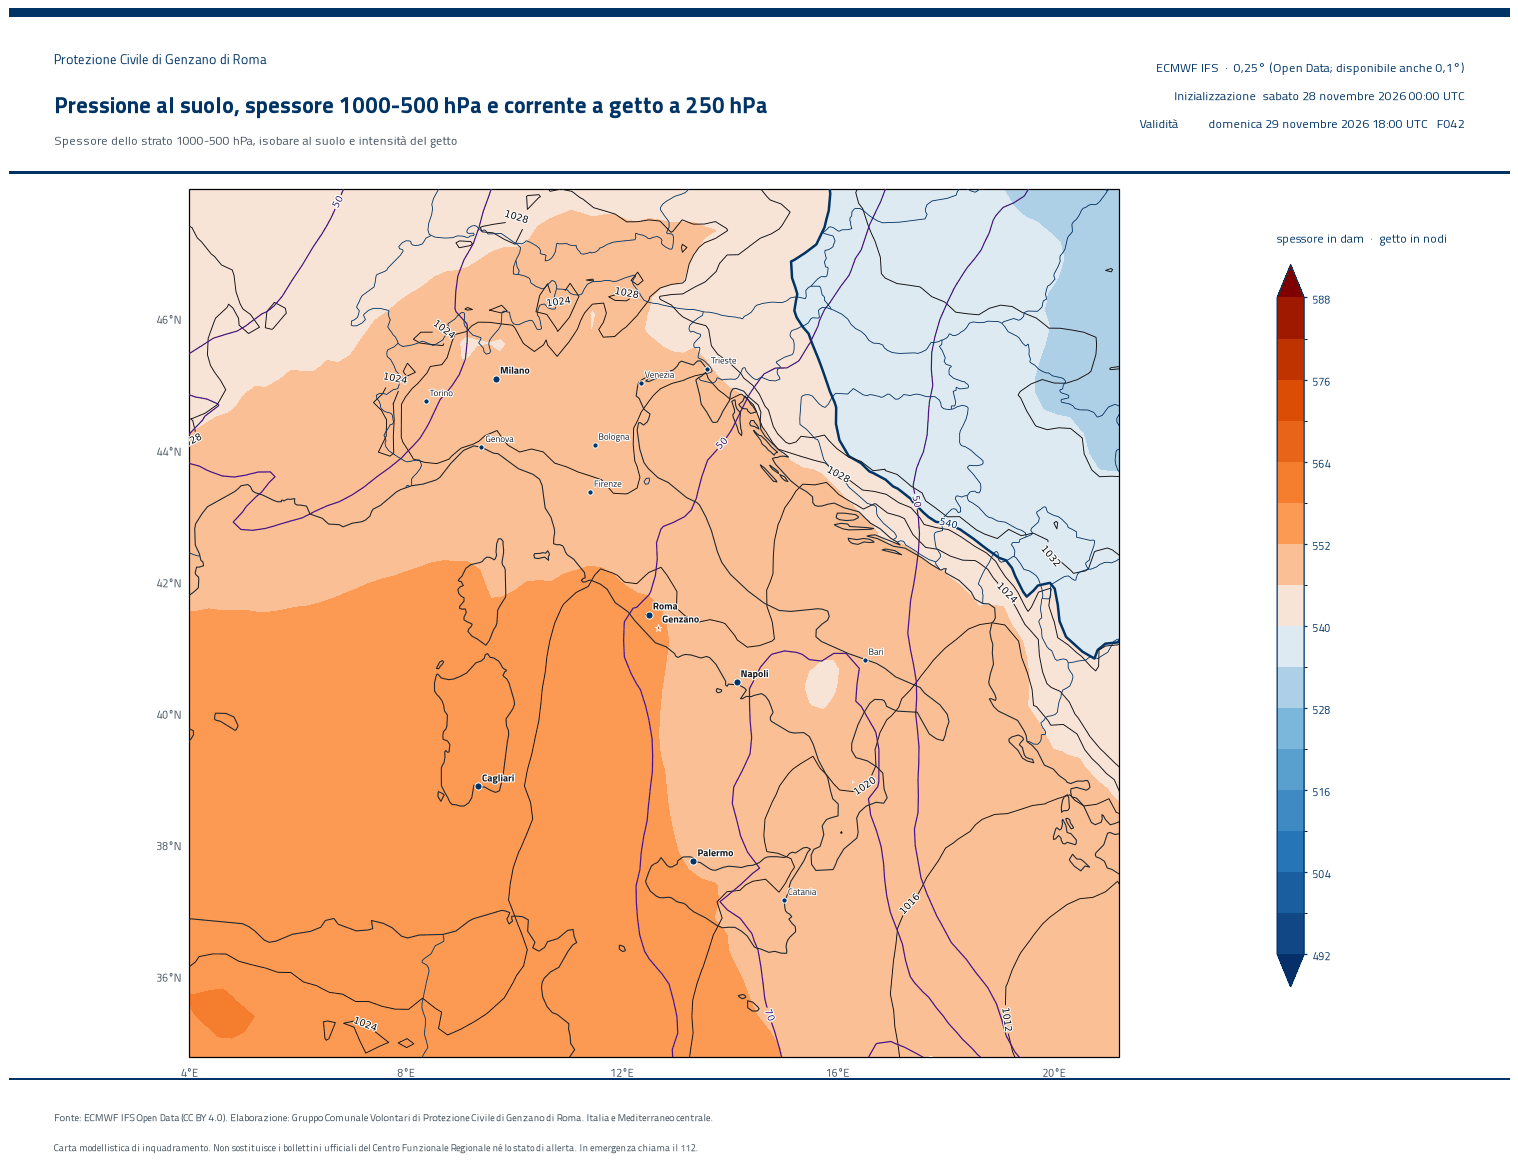 Protezione Civile di Genzano di Roma
Pressione al suolo, spessore 1000-500 hPa e corrente a getto a 250 hPa
Spessore dello strato 1000-500 hPa, isobare al suolo e intensità del getto
ECMWF IFS · 0,25° (Open Data; disponibile anche 0,1°)
Inizializzazione sabato 28 novembre 2026 00:00 UTC
Validità domenica 29 novembre 2026 18:00 UTC F042
spessore in dam · getto in nodi
588
576
564
552
540
528
516
504
492
46°N
44°N
42°N
40°N
38°N
36°N
4°E
8°E
12°E
16°E
20°E
50
1028
1024
1028
1024
1024
28
50
1028
50
540
1032
1024
1020
1016
1012
70
1024
Milano
Torino
Venezia
Trieste
Genova
Bologna
Firenze
Roma
Genzano
Napoli
Bari
Cagliari
Palermo
Catania
Fonte: ECMWF IFS Open Data (CC BY 4.0). Elaborazione: Gruppo Comunale Volontari di Protezione Civile di Genzano di Roma. Italia e Mediterraneo centrale.
Carta modellistica di inquadramento. Non sostituisce i bollettini ufficiali del Centro Funzionale Regionale né lo stato di allerta. In emergenza chiama il 112.